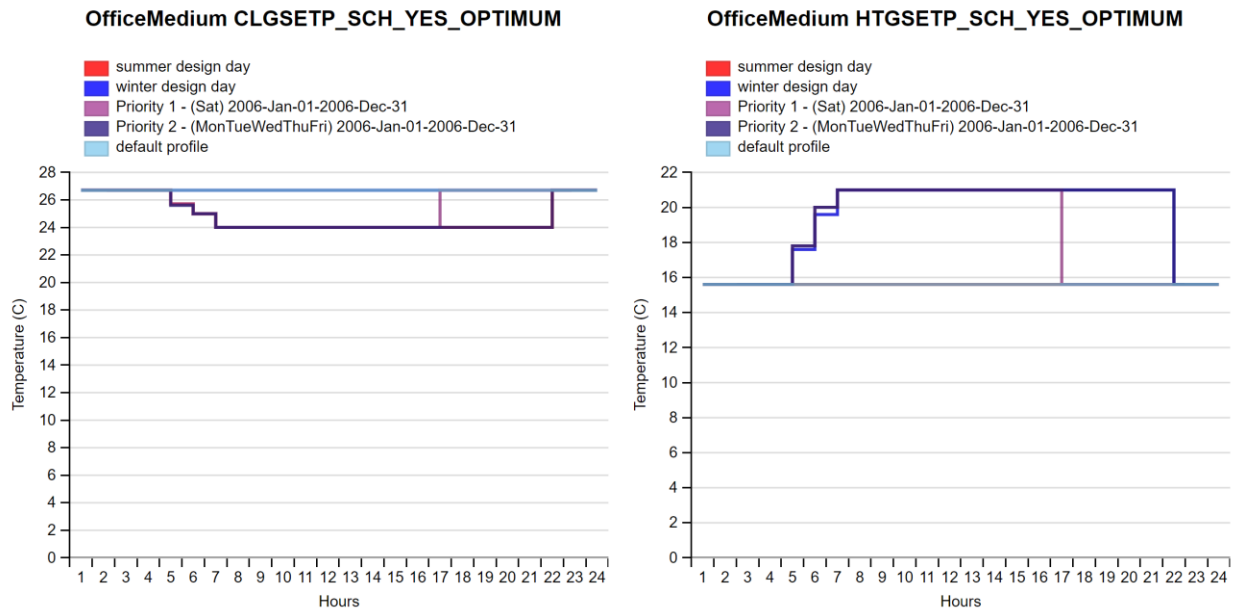 OfficeMedium CLGSETP_SCH_YES_OPTIMUM
summer design day
winter design day
Priority 1 - (Sat) 2006-Jan-01-2006-Dec-31
Priority 2 - (MonTueWedThuFri) 2006-Jan-01-2006-Dec-31
default profile
28
26
24
22
20
18
16
14
12
10
8
6
4
2
0
Temperature (C)
1 2 3 4 5 6 7 8 9 10 11 12 13 14 15 16 17 18 19 20 21 22 23 24
Hours
OfficeMedium HTGSETP_SCH_YES_OPTIMUM
summer design day
winter design day
Priority 1 - (Sat) 2006-Jan-01-2006-Dec-31
Priority 2 - (MonTueWedThuFri) 2006-Jan-01-2006-Dec-31
default profile
22
20
18
16
14
12
10
8
6
4
2
0
Temperature (C)
1 2 3 4 5 6 7 8 9 10 11 12 13 14 15 16 17 18 19 20 21 22 23 24
Hours